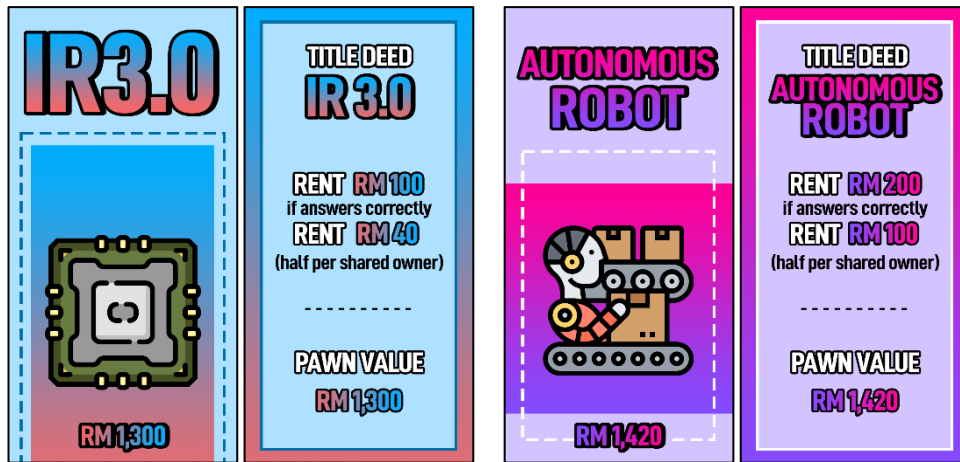 IR3.0
RM 1,300
TITLE DEED
IR 3.0
RENT RM 100
if answers correctly
RENT RM 40
(half per shared owner)
----------
PAWN VALUE
RM 1,300
AUTONOMOUS
ROBOT
RM 1,420
TITLE DEED
AUTONOMOUS
ROBOT
RENT RM 200
if answers correctly
RENT RM 100
(half per shared owner)
----------
PAWN VALUE
RM 1,420